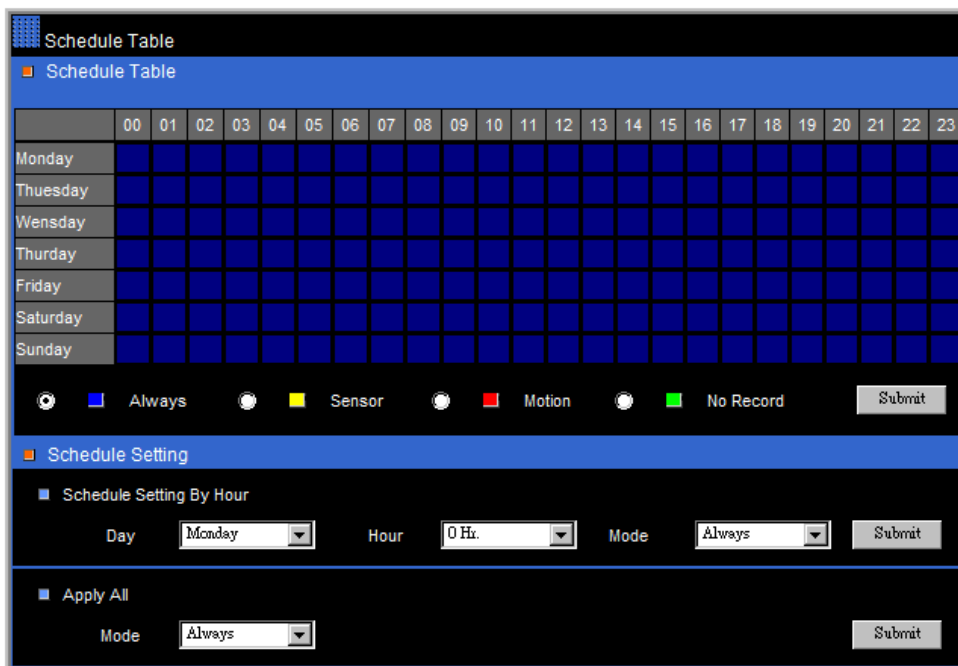 Schedule Table
Schedule Table
00 01 02 03 04 05 06 07 08 09 10 11 12 13 14 15 16 17 18 19 20 21 22 23
Monday
Thuesday
Wensday
Thurday
Friday
Saturday
Sunday
Always Sensor Motion No Record Submit
Schedule Setting
Schedule Setting By Hour
Day Monday Hour 0 Hr. Mode Always Submit
Apply All
Mode Always Submit